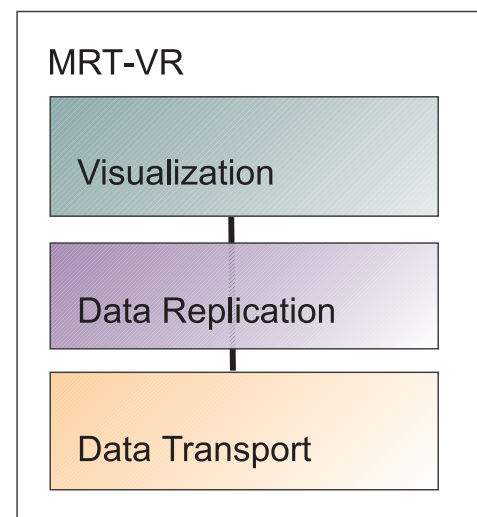 MRT-VR
Visualization
Data Replication
Data Transport